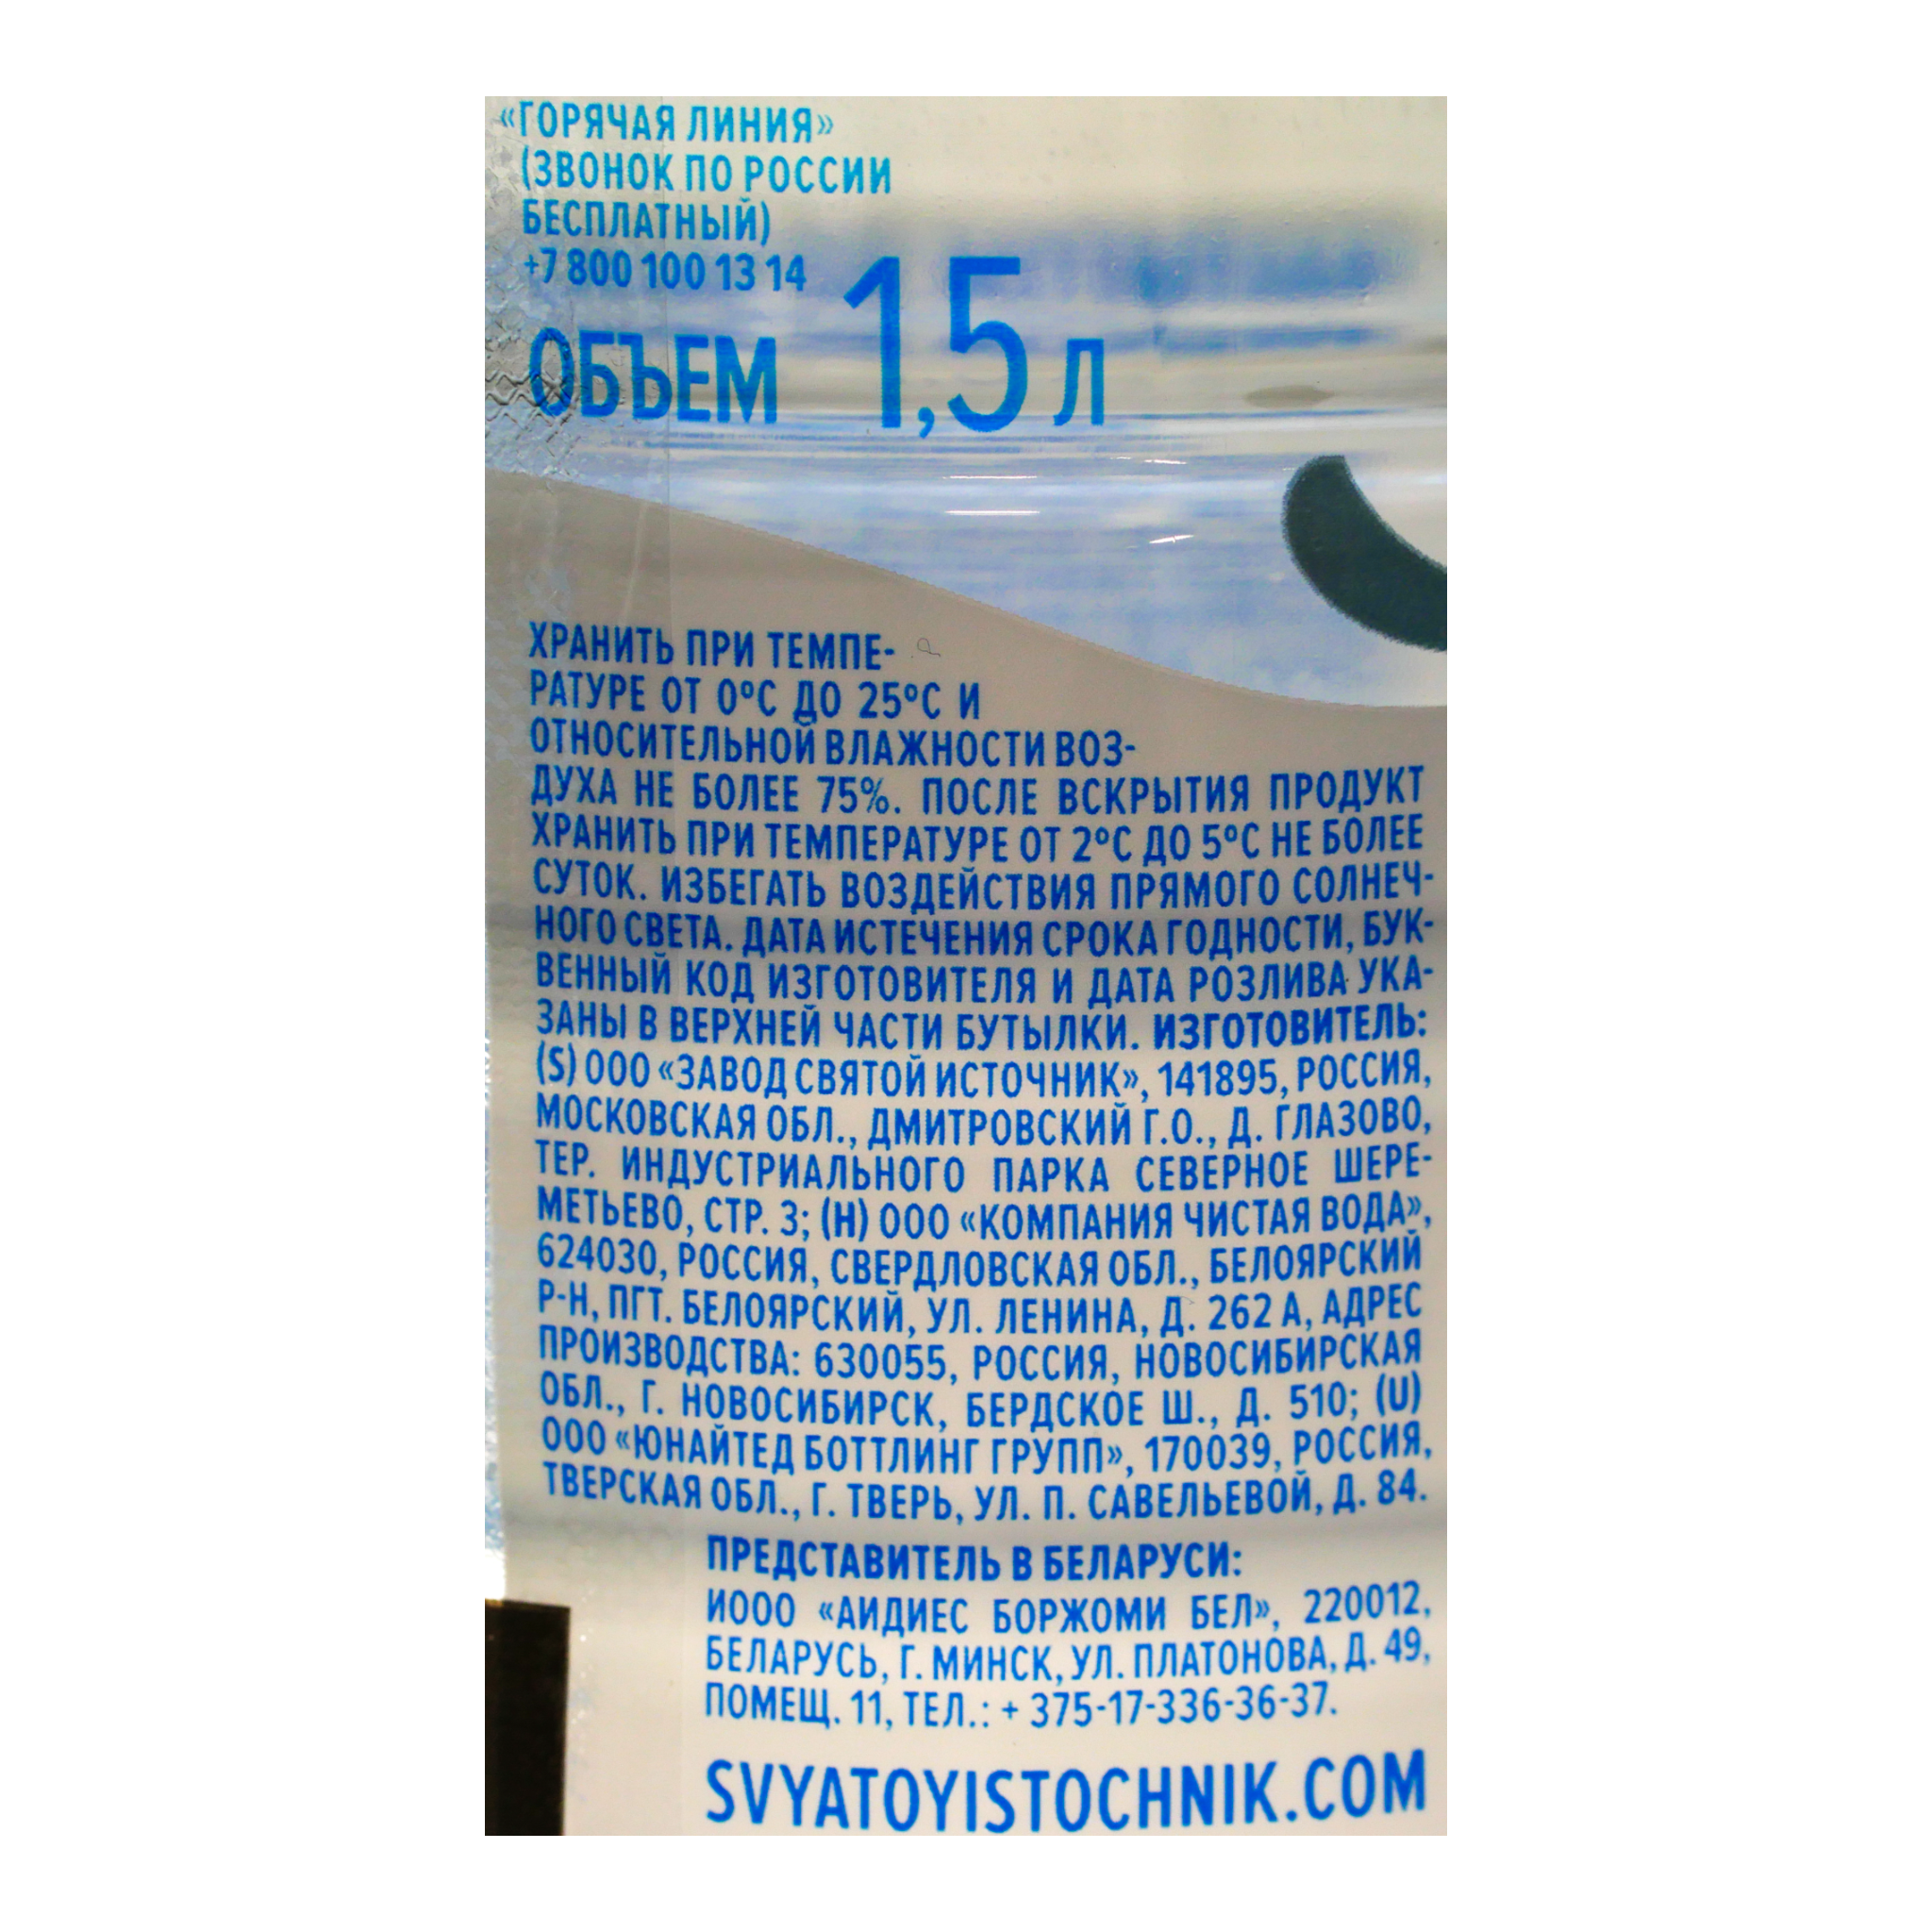 «ГОРЯЧАЯ ЛИНИЯ»
(ЗВОНОК ПО РОССИИ
БЕСПЛАТНЫЙ)
+7 800 100 13 14
ОБЪЕМ 1,5 Л
ХРАНИТЬ ПРИ ТЕМПЕ-
РАТУРЕ ОТ 0°С ДО 25°С И
ОТНОСИТЕЛЬНОЙ ВЛАЖНОСТИ ВОЗ-
ДУХА НЕ БОЛЕЕ 75%. ПОСЛЕ ВСКРЫТИЯ ПРОДУКТ
ХРАНИТЬ ПРИ ТЕМПЕРАТУРЕ ОТ 2°С ДО 5°С НЕ БОЛЕЕ
СУТОК. ИЗБЕГАТЬ ВОЗДЕЙСТВИЯ ПРЯМОГО СОЛНЕЧ-
НОГО СВЕТА. ДАТА ИСТЕЧЕНИЯ СРОКА ГОДНОСТИ, БУК-
ВЕННЫЙ КОД ИЗГОТОВИТЕЛЯ И ДАТА РОЗЛИВА УКА-
ЗАНЫ В ВЕРХНЕЙ ЧАСТИ БУТЫЛКИ. ИЗГОТОВИТЕЛЬ:
(S) ООО «ЗАВОД СВЯТОЙ ИСТОЧНИК», 141895, РОССИЯ,
МОСКОВСКАЯ ОБЛ., ДМИТРОВСКИЙ Г.О., Д. ГЛАЗОВО,
ТЕР. ИНДУСТРИАЛЬНОГО ПАРКА СЕВЕРНОЕ ШЕРЕ-
МЕТЬЕВО, СТР. 3; (H) ООО «КОМПАНИЯ ЧИСТАЯ ВОДА»,
624030, РОССИЯ, СВЕРДЛОВСКАЯ ОБЛ., БЕЛОЯРСКИЙ
Р-Н, ПГТ. БЕЛОЯРСКИЙ, УЛ. ЛЕНИНА, Д. 262 А, АДРЕС
ПРОИЗВОДСТВА: 630055, РОССИЯ, НОВОСИБИРСКАЯ
ОБЛ., Г. НОВОСИБИРСК, БЕРДСКОЕ Ш., Д. 510; (U)
ООО «ЮНАЙТЕД БОТТЛИНГ ГРУПП», 170039, РОССИЯ,
ТВЕРСКАЯ ОБЛ., Г. ТВЕРЬ, УЛ. П. САВЕЛЬЕВОЙ, Д. 84.
ПРЕДСТАВИТЕЛЬ В БЕЛАРУСИ:
ИООО «АИДИЕС БОРЖОМИ БЕЛ», 220012,
БЕЛАРУСЬ, Г. МИНСК, УЛ. ПЛАТОНОВА, Д. 49,
ПОМЕЩ. 11, ТЕЛ.: + 375-17-336-36-37.
SVYATOYISTOCHNIK.COM